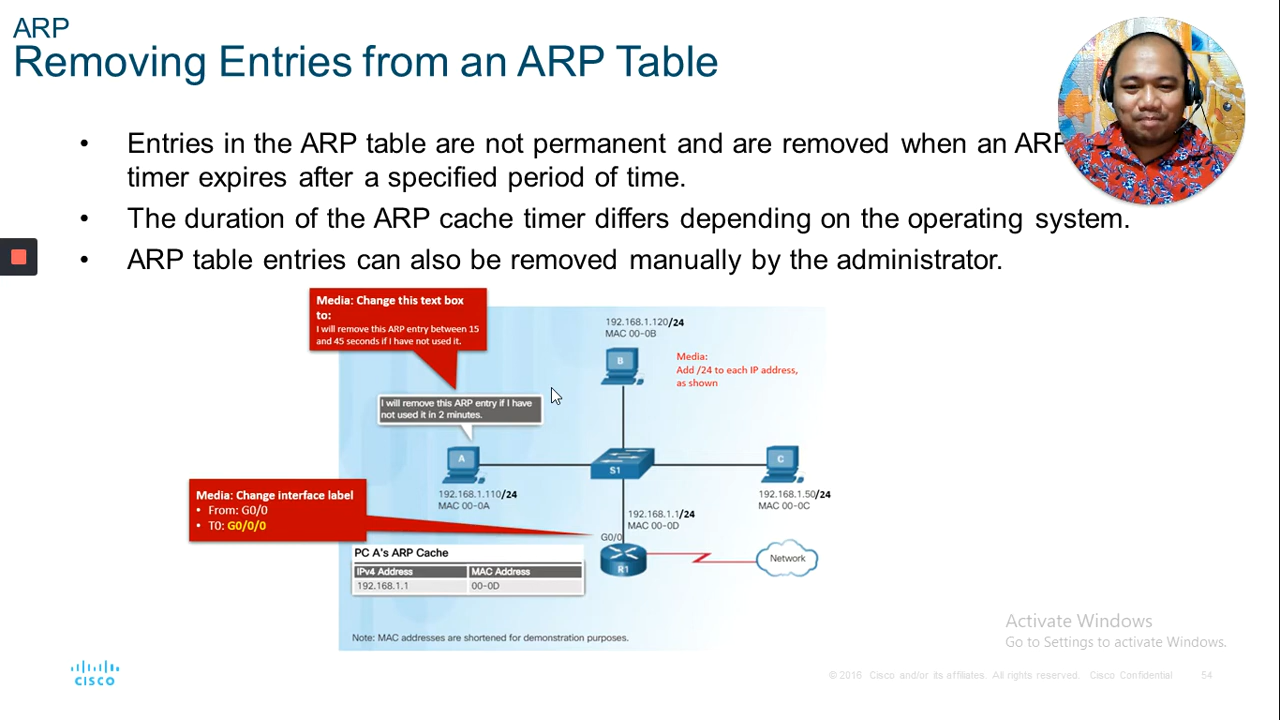 ARP
Removing Entries from an ARP Table
• Entries in the ARP table are not permanent and are removed when an ARP
timer expires after a specified period of time.
• The duration of the ARP cache timer differs depending on the operating system.
• ARP table entries can also be removed manually by the administrator.
Media: Change this text box
to:
I will remove this ARP entry between 15
and 45 seconds if I have not used it.
192.168.1.120/24
MAC 00-0B
B
Media:
Add /24 to each IP address,
as shown
I will remove this ARP entry if I have
not used it in 2 minutes.
A
S1
C
192.168.1.110/24
MAC 00-0A
192.168.1.50/24
MAC 00-0C
Media: Change interface label
• From: G0/0
• T0: G0/0/0
192.168.1.1/24
MAC 00-0D
G0/0
R1
Network
PC A's ARP Cache
IPv4 Address MAC Address
192.168.1.1 00-0D
Note: MAC addresses are shortened for demonstration purposes.
Activate Windows
Go to Settings to activate Windows.
CISCO
© 2016 Cisco and/or its affiliates. All rights reserved. Cisco Confidential 54